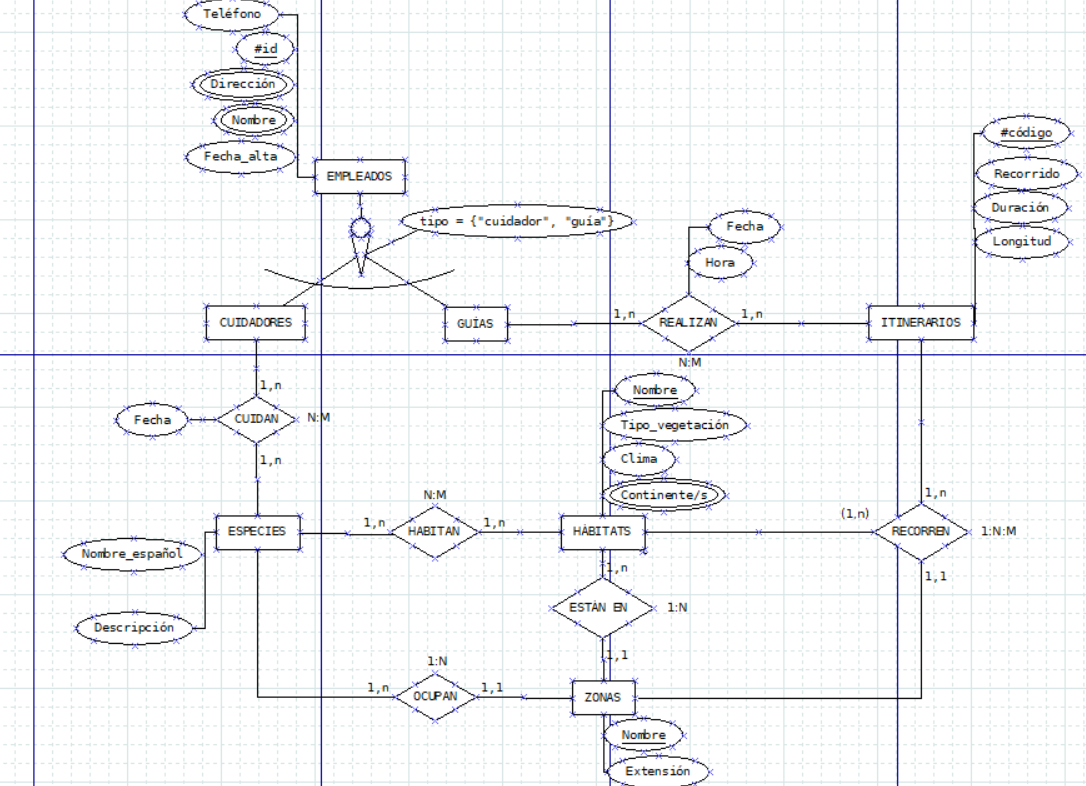 Teléfono
#id
Dirección
Nombre
Fecha_alta
EMPLEADOS
tipo = {"cuidador", "guía"}
#código
Recorrido
Duración
Longitud
Fecha
Hora
CUIDADORES
GUÍAS
1,n
REALIZAN
1,n
ITINERARIOS
N:M
1,n
Fecha
CUIDAN
N:M
1,n
Nombre
Tipo_vegetación
Clima
Continente/s
N:M
ESPECIES
1,n
HABITAN
1,n
HÁBITATS
(1,n)
1,n
RECORREN
1:N:M
1,1
Nombre_español
Descripción
1,n
ESTÁN EN
1:N
1,1
1:N
1,n
OCUPAN
1,1
ZONAS
Nombre
Extensión